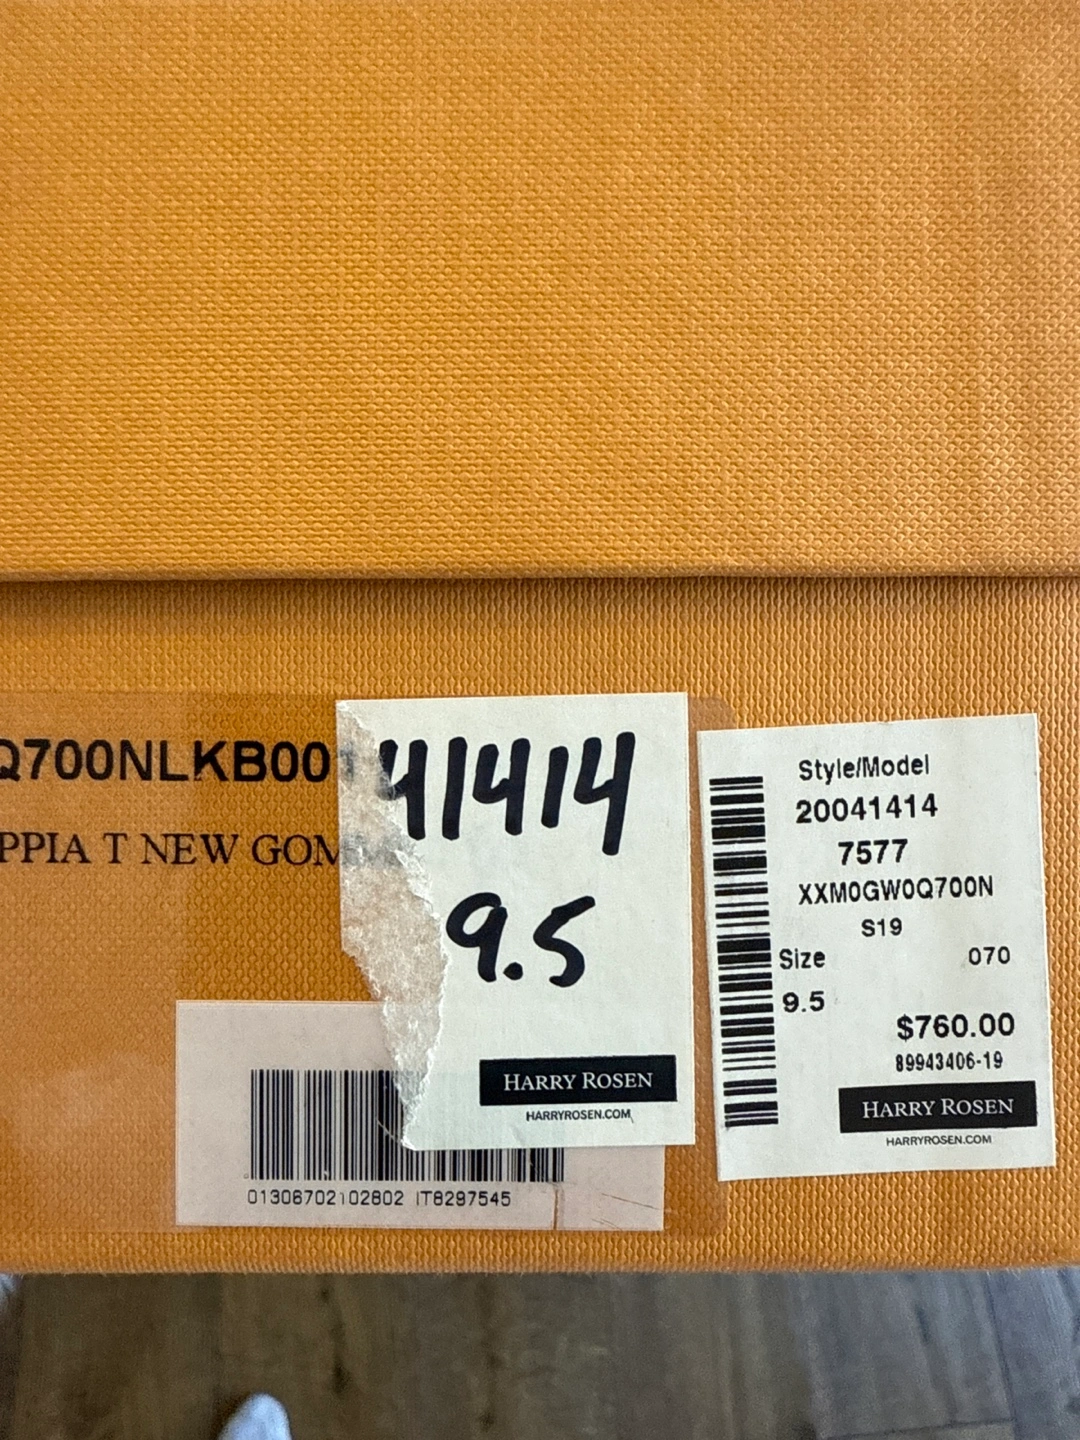 Q700NLKB00
PPIA T NEW GOM
41414
9.5
HARRY ROSEN
HARRYROSEN.COM
01306702102802 IT8297545
Style/Model
20041414
7577
XXM0GW0Q700N
S19
Size 070
9.5
$760.00
89943406-19
HARRY ROSEN
HARRYROSEN.COM